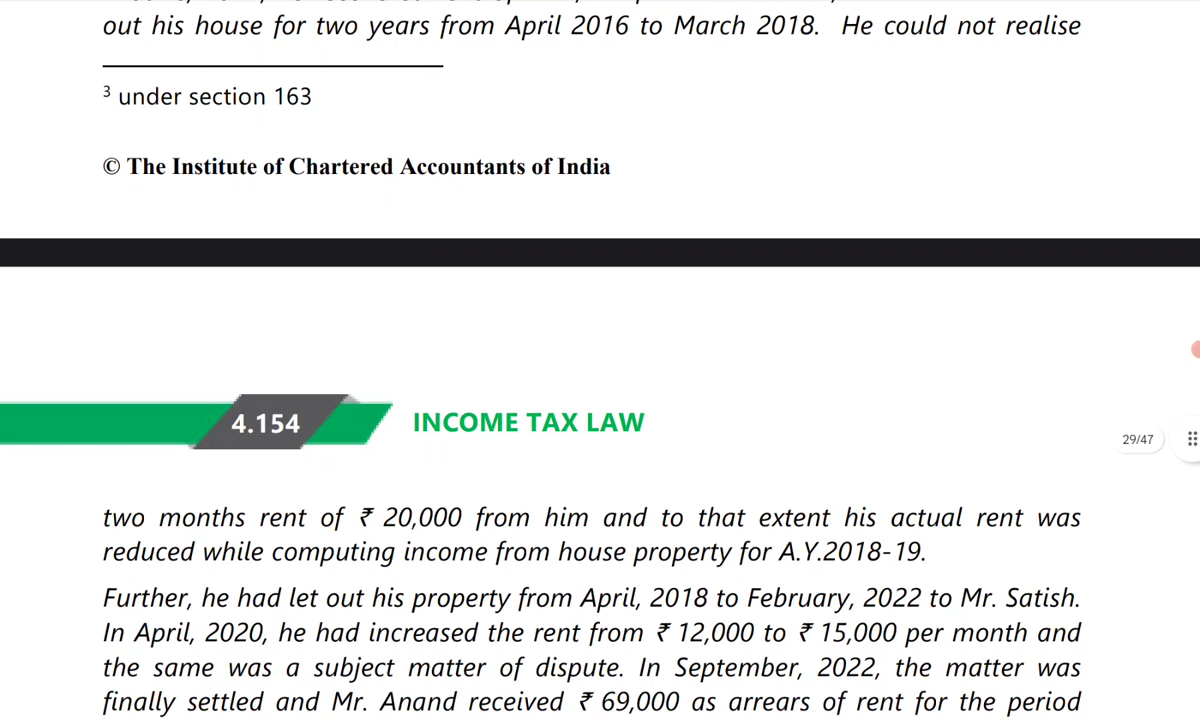 out his house for two years from April 2016 to March 2018. He could not realise
3 under section 163
© The Institute of Chartered Accountants of India
4.154 INCOME TAX LAW
29/47
two months rent of ₹ 20,000 from him and to that extent his actual rent was
reduced while computing income from house property for A.Y.2018-19.
Further, he had let out his property from April, 2018 to February, 2022 to Mr. Satish.
In April, 2020, he had increased the rent from ₹ 12,000 to ₹ 15,000 per month and
the same was a subject matter of dispute. In September, 2022, the matter was
finally settled and Mr. Anand received ₹ 69,000 as arrears of rent for the period